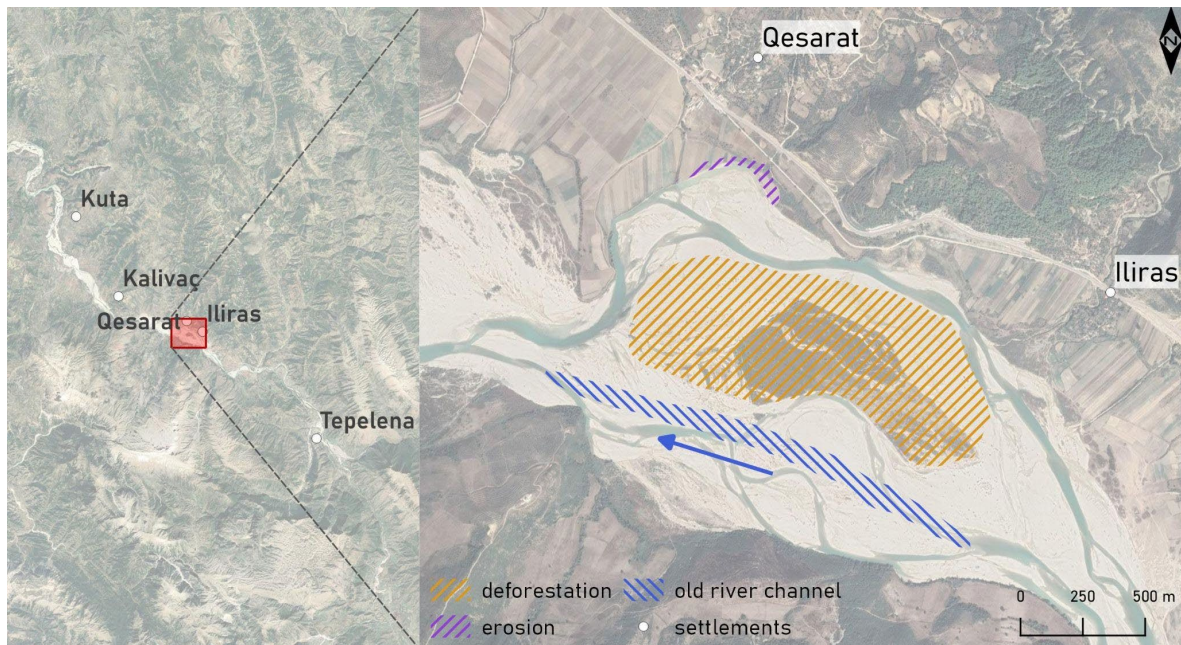 Kuta
Kalivaç
Qesarat
Iliras
Tepelena
Qesarat
N
Iliras
deforestation
old river channel
erosion
settlements
0 250 500 m